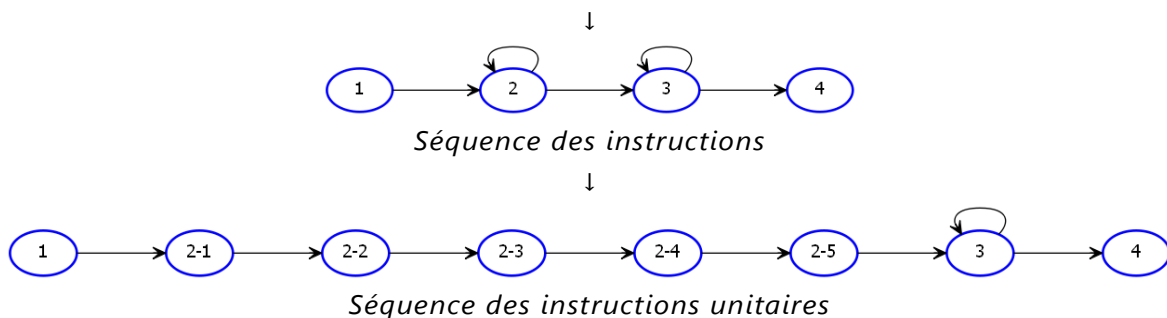 ↓
1 2 3 4
Séquence des instructions
↓
1 2-1 2-2 2-3 2-4 2-5 3 4
Séquence des instructions unitaires